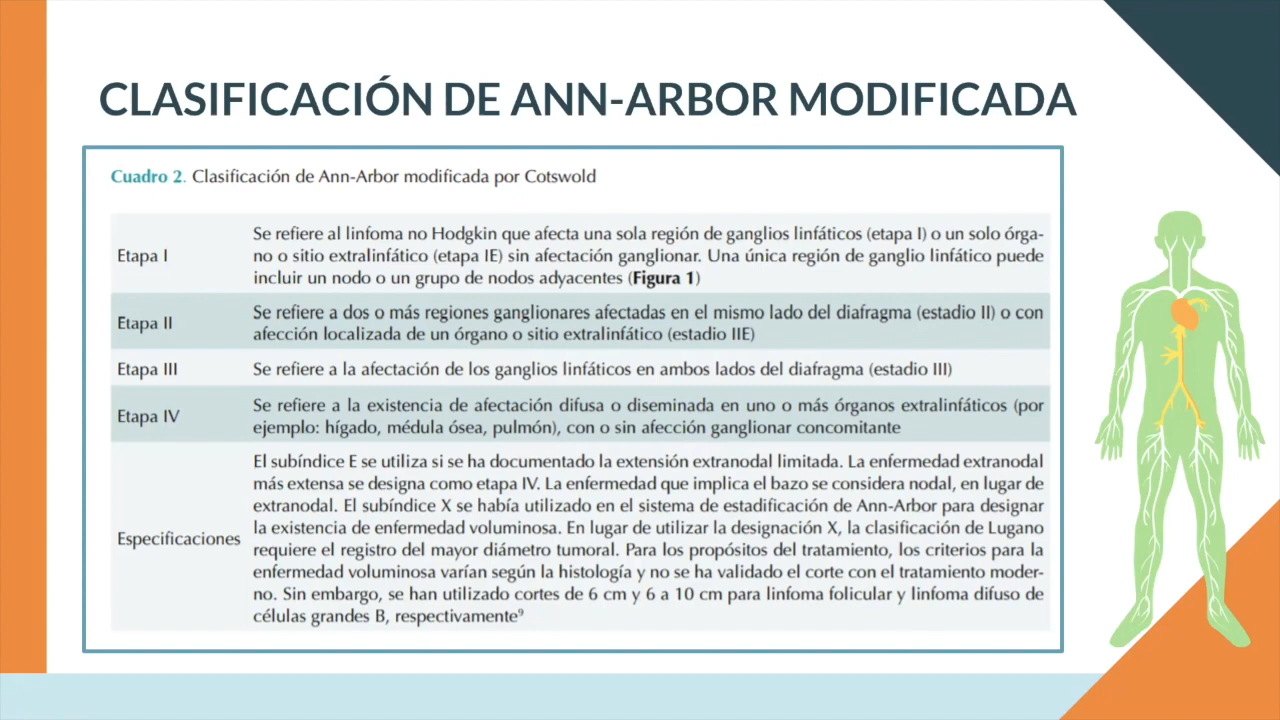 CLASIFICACIÓN DE ANN-ARBOR MODIFICADA
Cuadro 2. Clasificación de Ann-Arbor modificada por Cotswold
Etapa I
Se refiere al linfoma no Hodgkin que afecta una sola región de ganglios linfáticos (etapa I) o un solo órga-
no o sitio extralinfático (etapa IE) sin afectación ganglionar. Una única región de ganglio linfático puede
incluir un nodo o un grupo de nodos adyacentes (Figura 1)
Etapa II
Se refiere a dos o más regiones ganglionares afectadas en el mismo lado del diafragma (estadio II) o con
afección localizada de un órgano o sitio extralinfático (estadio IIE)
Etapa III
Se refiere a la afectación de los ganglios linfáticos en ambos lados del diafragma (estadio III)
Etapa IV
Se refiere a la existencia de afectación difusa o diseminada en uno o más órganos extralinfáticos (por
ejemplo: hígado, médula ósea, pulmón), con o sin afección ganglionar concomitante
Especificaciones
El subíndice E se utiliza si se ha documentado la extensión extranodal limitada. La enfermedad extranodal
más extensa se designa como etapa IV. La enfermedad que implica el bazo se considera nodal, en lugar de
extranodal. El subíndice X se había utilizado en el sistema de estadificación de Ann-Arbor para designar
la existencia de enfermedad voluminosa. En lugar de utilizar la designación X, la clasificación de Lugano
requiere el registro del mayor diámetro tumoral. Para los propósitos del tratamiento, los criterios para la
enfermedad voluminosa varían según la histología y no se ha validado el corte con el tratamiento moder-
no. Sin embargo, se han utilizado cortes de 6 cm y 6 a 10 cm para linfoma folicular y linfoma difuso de
células grandes B, respectivamente⁹